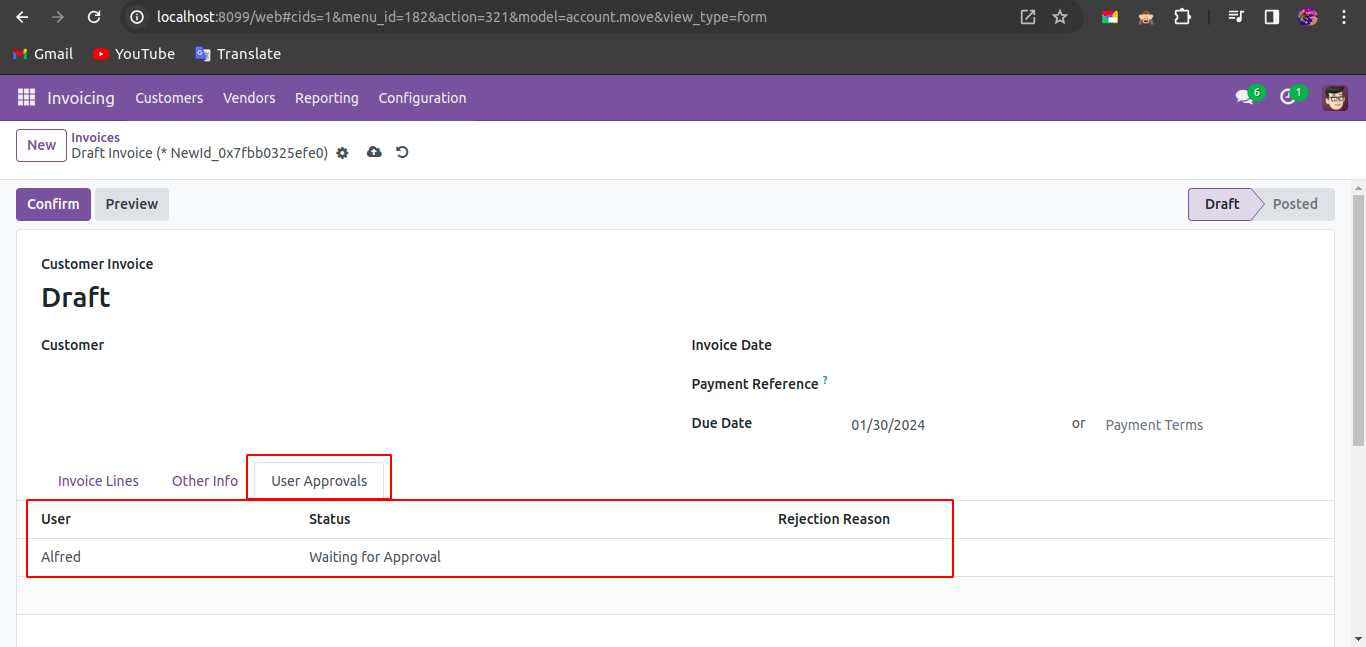 localhost:8099/web#cids=1&menu_id=182&action=321&model=account.move&view_type=form
Gmail YouTube Translate
Invoicing Customers Vendors Reporting Configuration 6 1
New Invoices
Draft Invoice (* NewId_0x7fbb0325efe0)
Confirm Preview Draft Posted
Customer Invoice
Draft
Customer Invoice Date
Payment Reference ?
Due Date 01/30/2024 or Payment Terms
Invoice Lines Other Info User Approvals
User Status Rejection Reason
Alfred Waiting for Approval